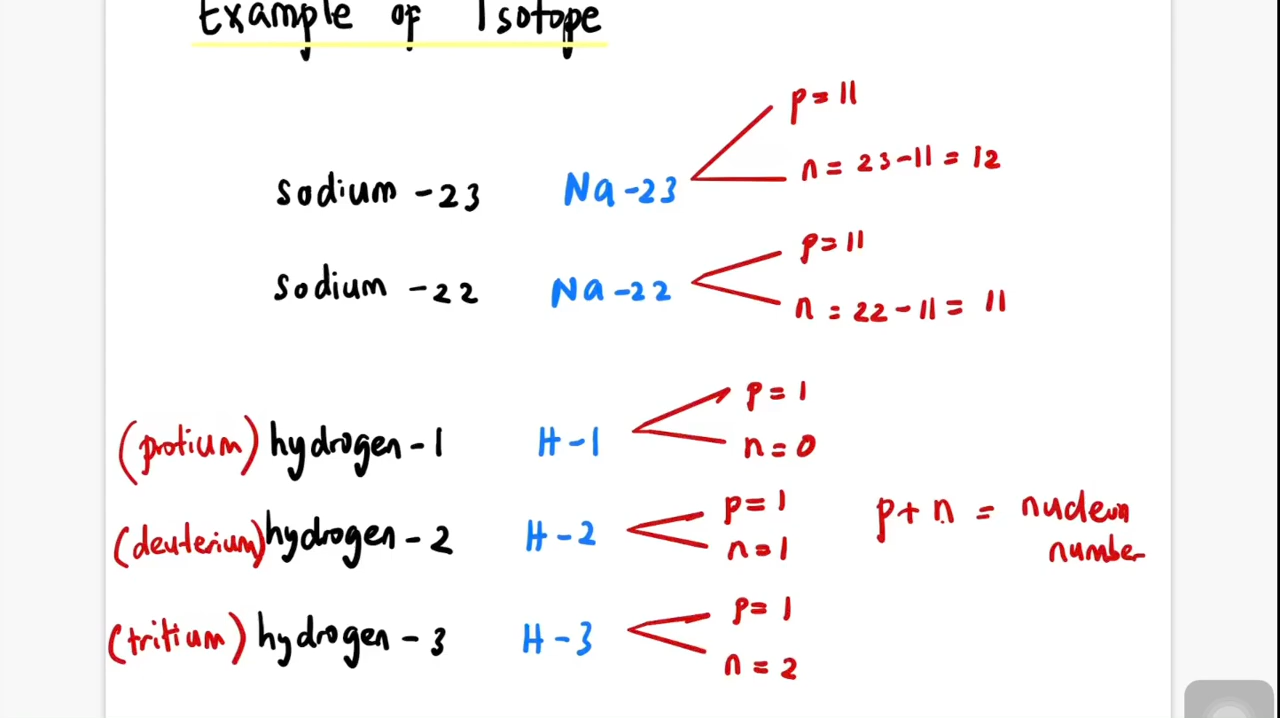 Example of Isotope
p = 11
sodium - 23 Na - 23 n = 23 - 11 = 12
p = 11
sodium - 22 Na - 22 n = 22 - 11 = 11
p = 1
(protium) hydrogen - 1 H - 1 n = 0
p = 1
(deuterium) hydrogen - 2 H - 2 n = 1
p + n = nucleon number
p = 1
(tritium) hydrogen - 3 H - 3 n = 2